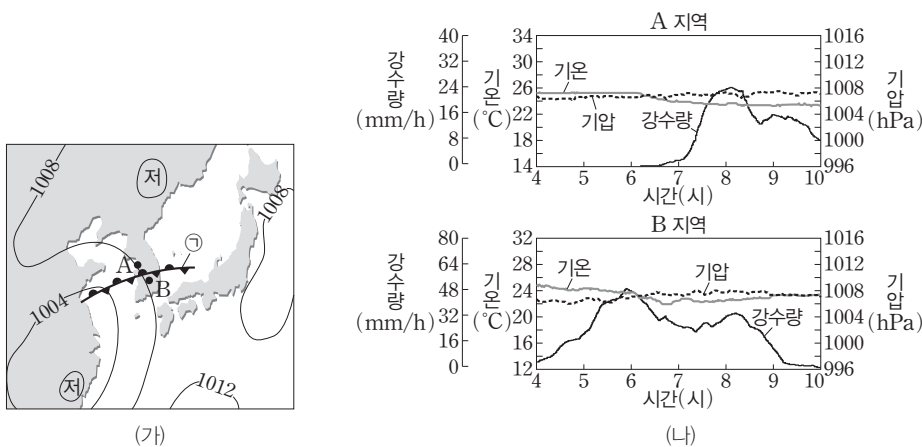 1008
저
1008
㉠
A
B
1004
저
1012
(가)
A 지역
강수량
(mm/h)
40
32
24
16
8
0
기온
(℃)
34
30
26
22
18
14
기온
기압
강수량
1016
1012
1008
1004
1000
996
기압
(hPa)
4 5 6 7 8 9 10
시간(시)
B 지역
강수량
(mm/h)
80
64
48
32
16
0
기온
(℃)
32
28
24
20
16
12
기온
기압
강수량
1016
1012
1008
1004
1000
996
기압
(hPa)
4 5 6 7 8 9 10
시간(시)
(나)